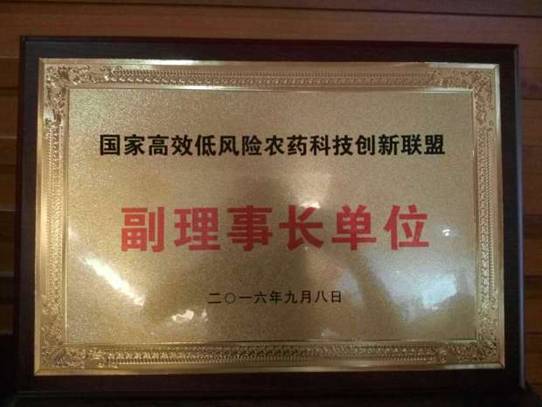 国家高效低风险农药科技创新联盟
副理事长单位
二〇一六年九月八日